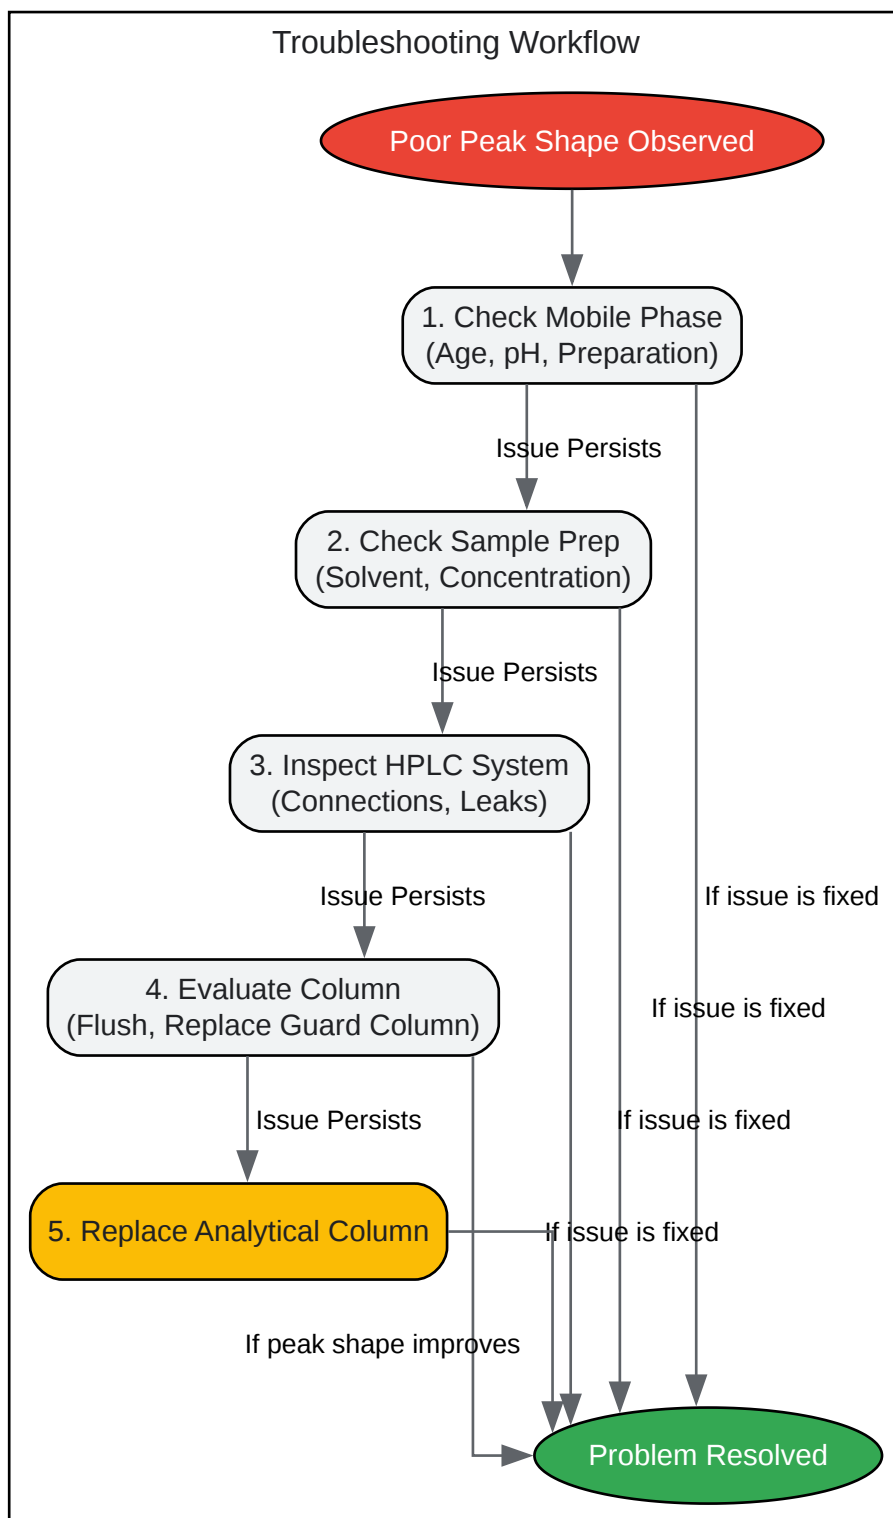 Troubleshooting Workflow
Poor Peak Shape Observed
1. Check Mobile Phase
(Age, pH, Preparation)
Issue Persists
2. Check Sample Prep
(Solvent, Concentration)
Issue Persists
3. Inspect HPLC System
(Connections, Leaks)
Issue Persists
If issue is fixed
4. Evaluate Column
(Flush, Replace Guard Column)
If issue is fixed
Issue Persists
If issue is fixed
5. Replace Analytical Column
If issue is fixed
If peak shape improves
Problem Resolved